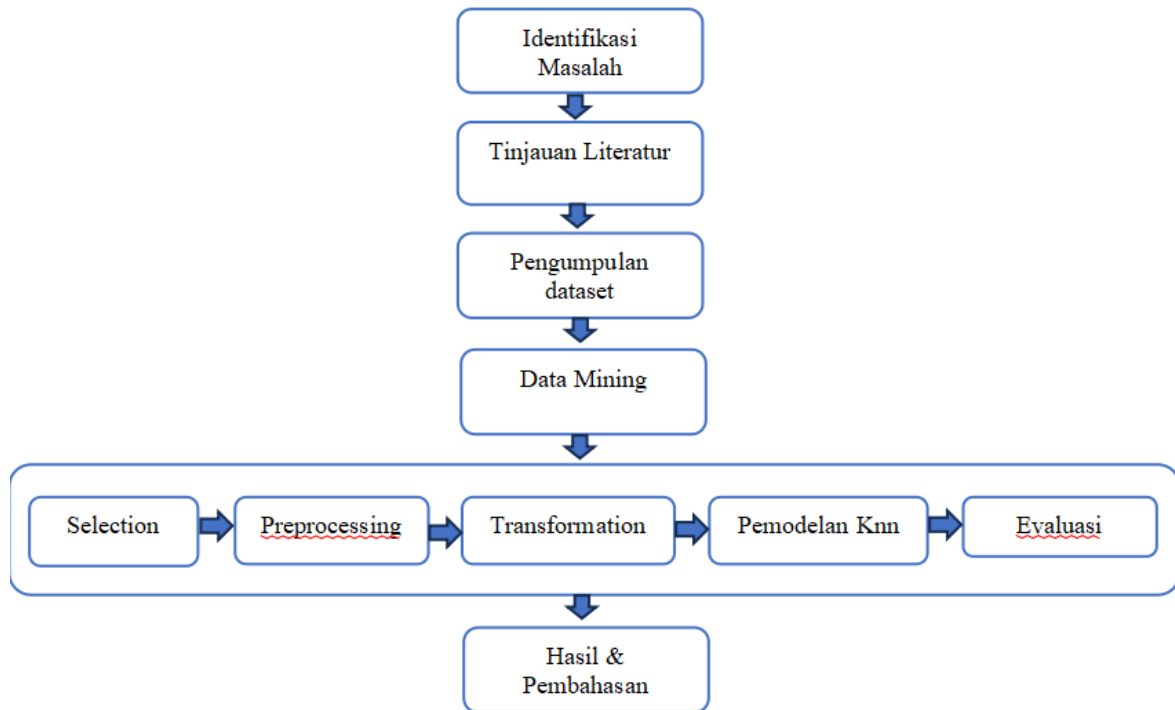 Identifikasi
Masalah
Tinjauan Literatur
Pengumpulan
dataset
Data Mining
Selection
Preprocessing
Transformation
Pemodelan Knn
Evaluasi
Hasil &
Pembahasan